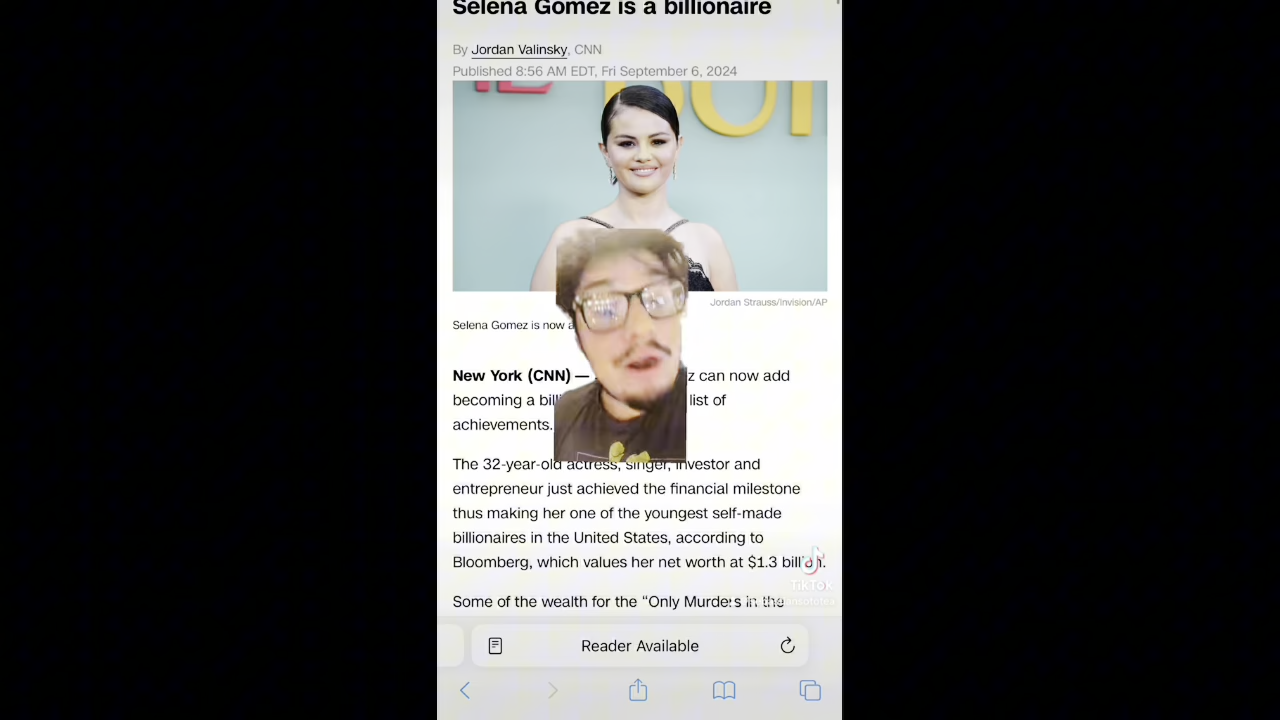 Selena Gomez is a billionaire
By Jordan Valinsky, CNN
Published 8:56 AM EDT, Fri September 6, 2024
Jordan Strauss/Invision/AP
Selena Gomez is now a
New York (CNN) — z can now add
becoming a bill list of
achievements.
The 32-year-old actress, singer, investor and
entrepreneur just achieved the financial milestone
thus making her one of the youngest self-made
billionaires in the United States, according to
Bloomberg, which values her net worth at $1.3 billion.
TikTok
Some of the wealth for the “Only Murders in the
Reader Available